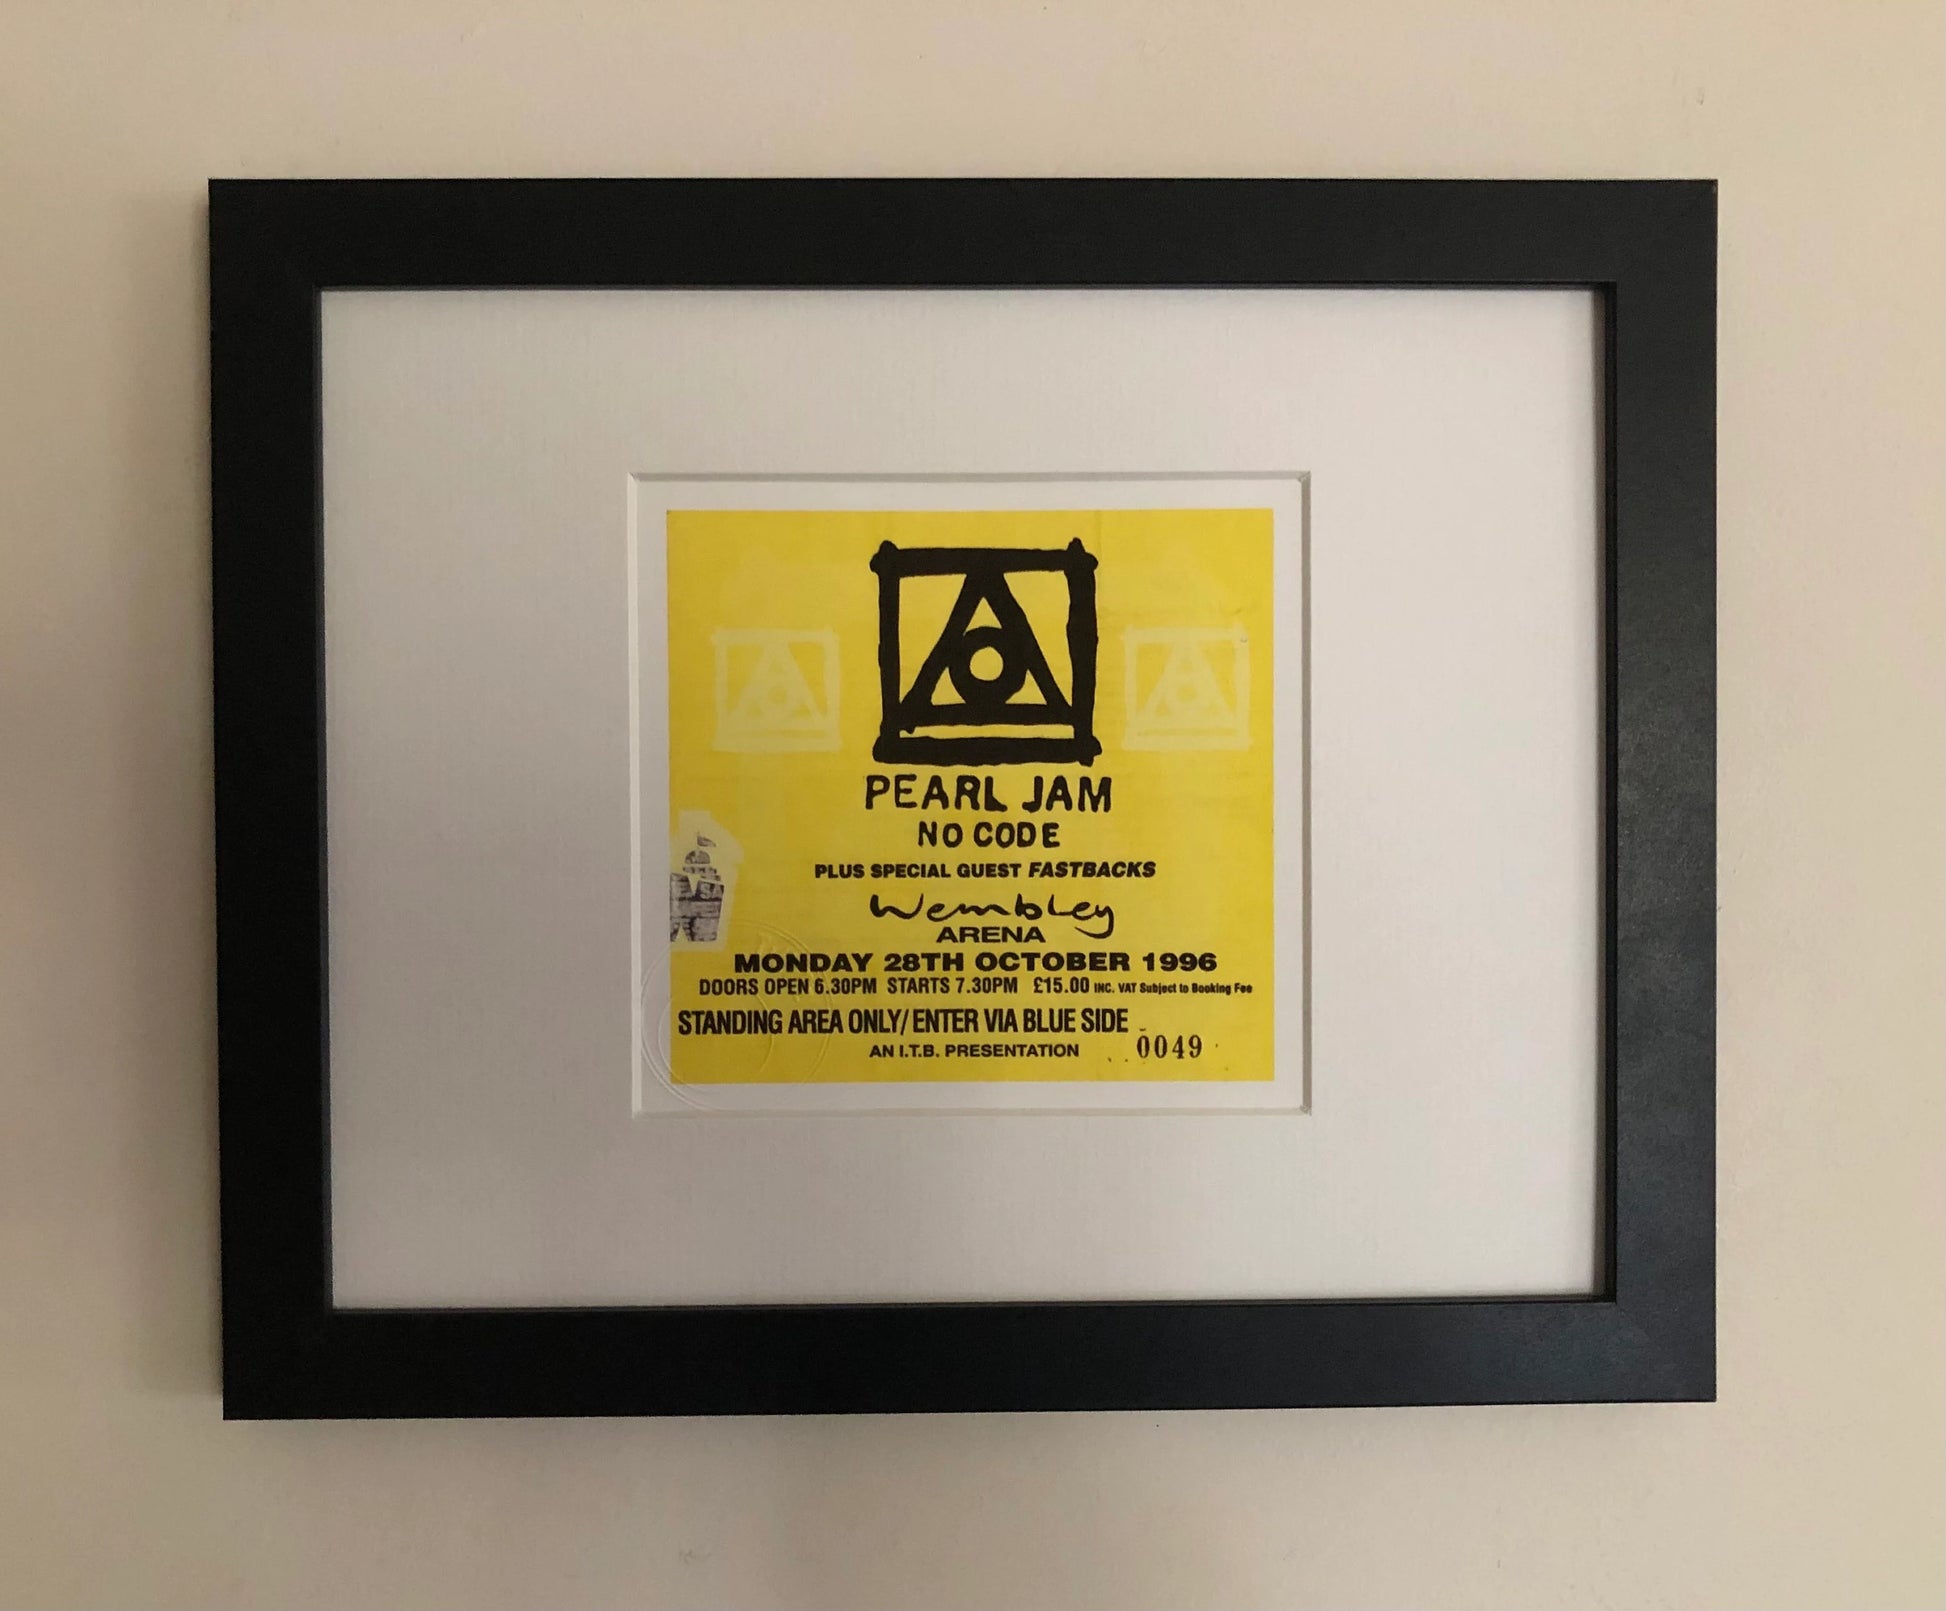 PEARL JAM
NO CODE
PLUS SPECIAL GUEST FASTBACKS
Wembley
ARENA
MONDAY 28TH OCTOBER 1996
DOORS OPEN 6.30PM STARTS 7.30PM £15.00 INC. VAT Subject to Booking Fee
STANDING AREA ONLY/ENTER VIA BLUE SIDE
AN I.T.B. PRESENTATION 0049